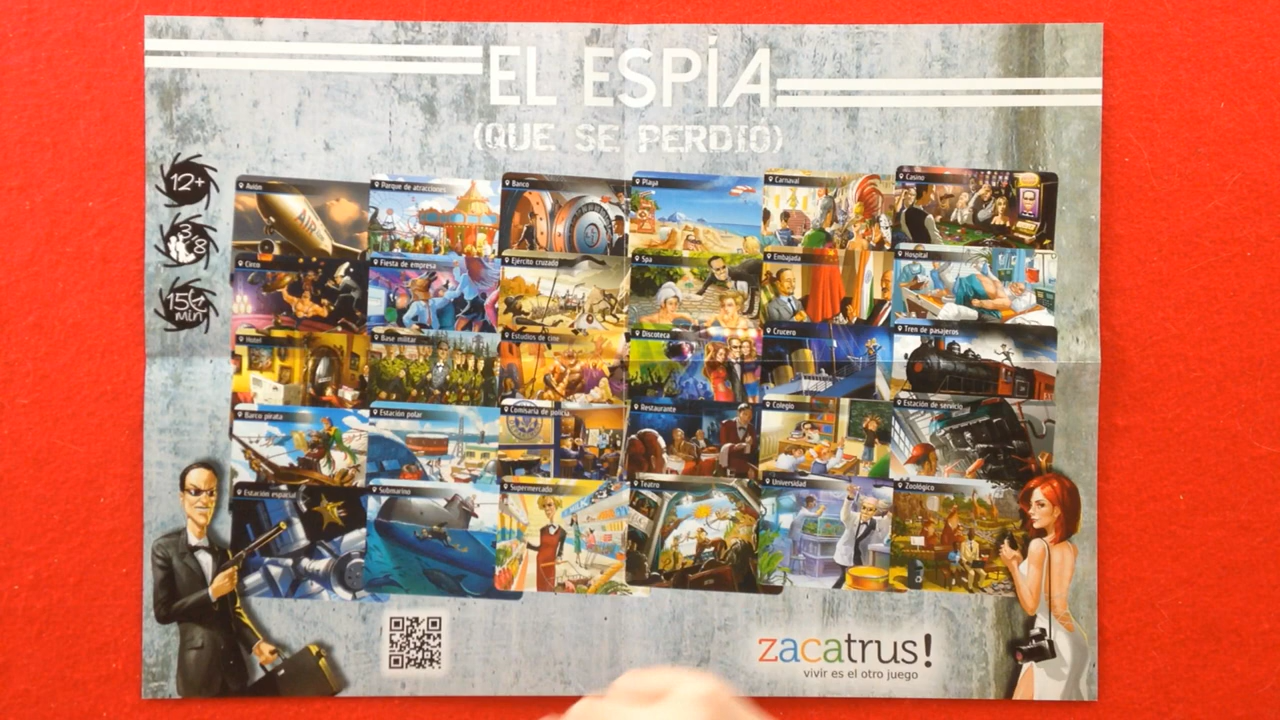 EL ESPÍA
(QUE SE PERDIÓ)
12+
3-8
15
min
Avión
Parque de atracciones
Banco
Playa
Carnaval
Casino
AIR
Circo
Fiesta de empresa
Ejército cruzado
Spa
Embajada
Hospital
Hotel
Base militar
Estudios de cine
Discoteca
Crucero
Tren de pasajeros
Barco pirata
Estación polar
Comisaría de policía
Restaurante
Colegio
Estación de servicio
Estación espacial
Submarino
Supermercado
Teatro
Universidad
Zoológico
MILK
zacatrus!
vivir es el otro juego